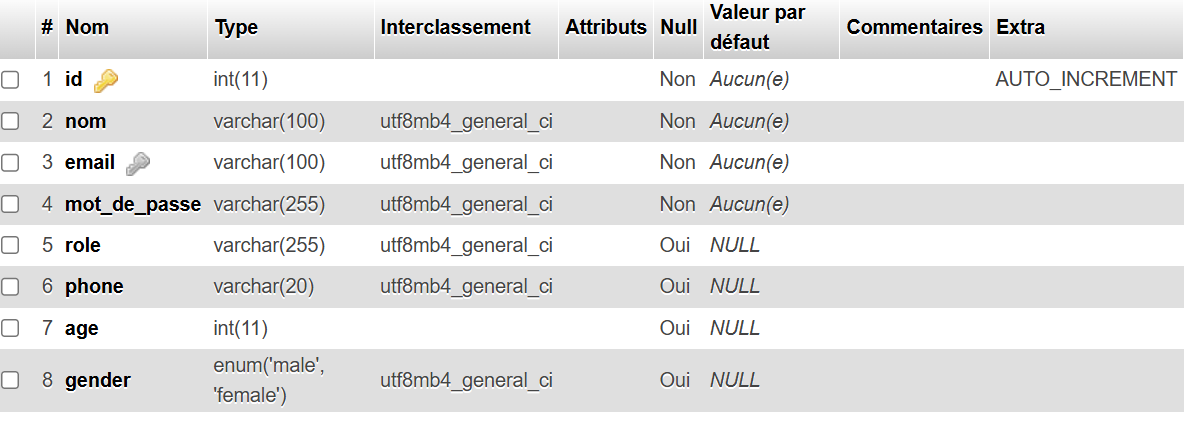 # Nom Type Interclassement Attributs Null Valeur par défaut Commentaires Extra
1 id int(11) Non Aucun(e) AUTO_INCREMENT
2 nom varchar(100) utf8mb4_general_ci Non Aucun(e)
3 email varchar(100) utf8mb4_general_ci Non Aucun(e)
4 mot_de_passe varchar(255) utf8mb4_general_ci Non Aucun(e)
5 role varchar(255) utf8mb4_general_ci Oui NULL
6 phone varchar(20) utf8mb4_general_ci Oui NULL
7 age int(11) Oui NULL
8 gender enum('male', 'female') utf8mb4_general_ci Oui NULL